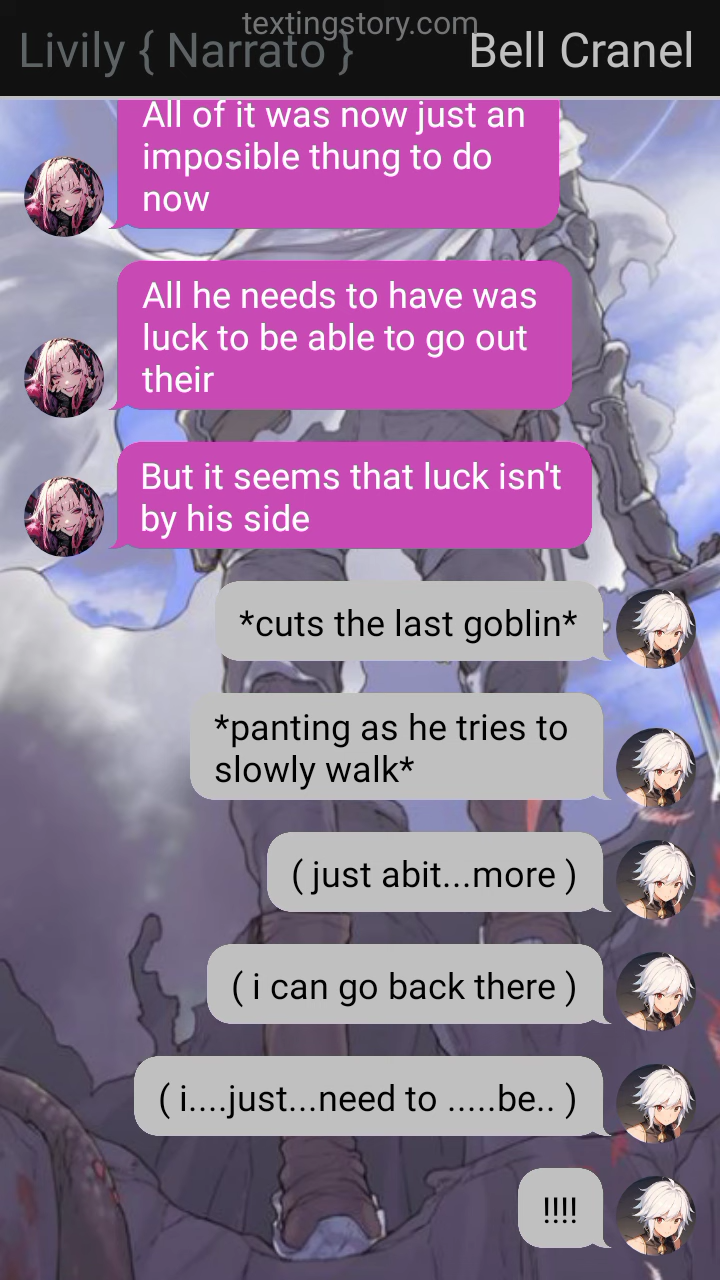 textingstory.com
Livily { Narrato }
Bell Cranel
All of it was now just an
imposible thung to do
now
All he needs to have was
luck to be able to go out
their
But it seems that luck isn't
by his side
*cuts the last goblin*
*panting as he tries to
slowly walk*
( just abit...more )
( i can go back there )
( i....just...need to .....be.. )
!!!!